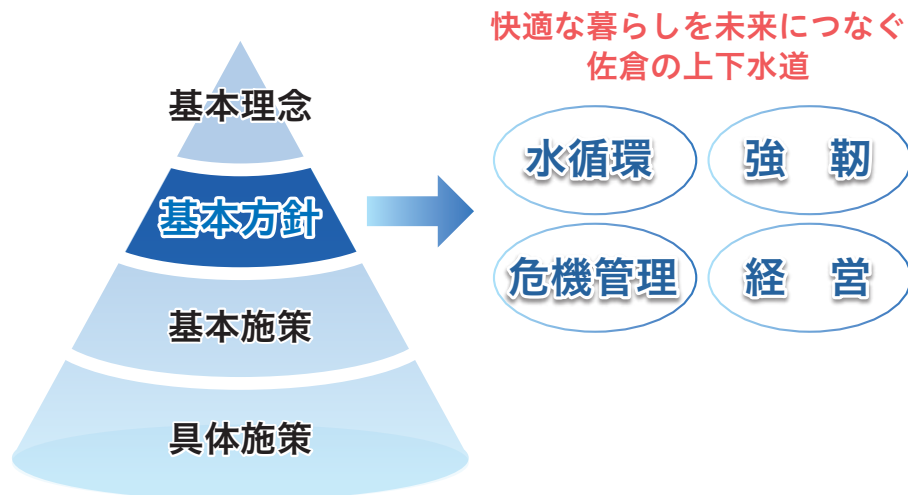 快適な暮らしを未来につなぐ
佐倉の上下水道
基本理念
基本方針
基本施策
具体施策
水循環
強　靭
危機管理
経　営